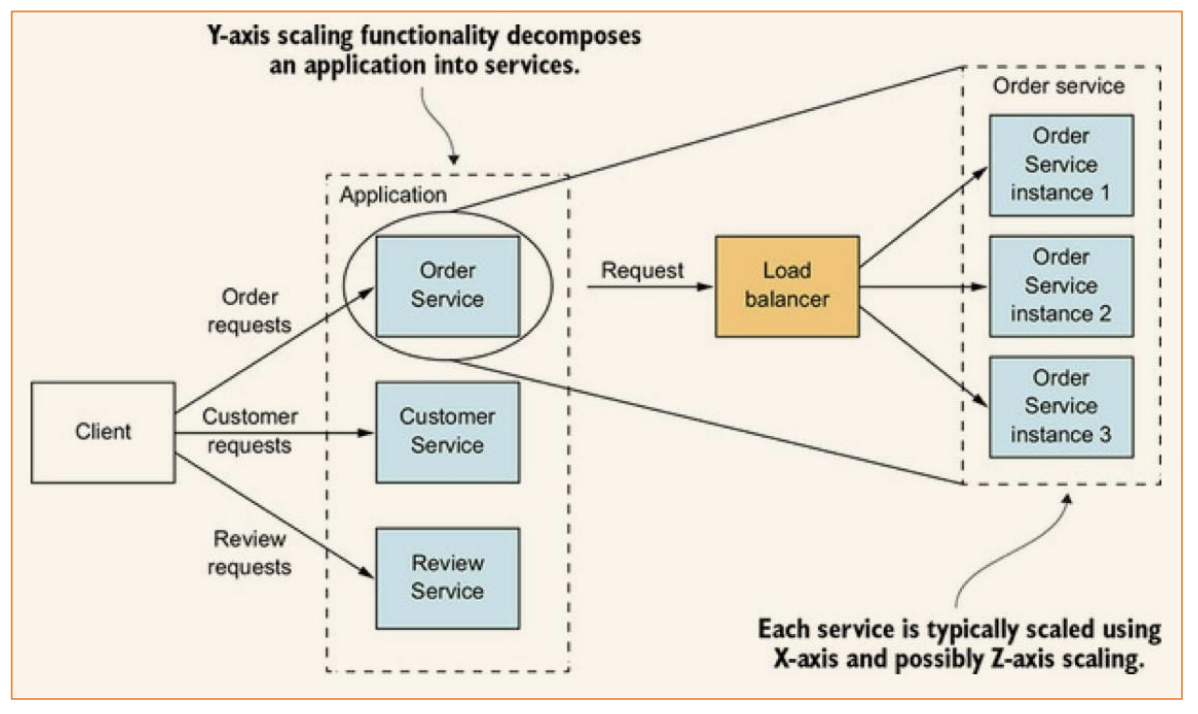 Y-axis scaling functionality decomposes
an application into services.
Application
Order
Service
Order
requests
Client
Customer
requests
Customer
Service
Review
requests
Review
Service
Request
Load
balancer
Order service
Order
Service
instance 1
Order
Service
instance 2
Order
Service
instance 3
Each service is typically scaled using
X-axis and possibly Z-axis scaling.